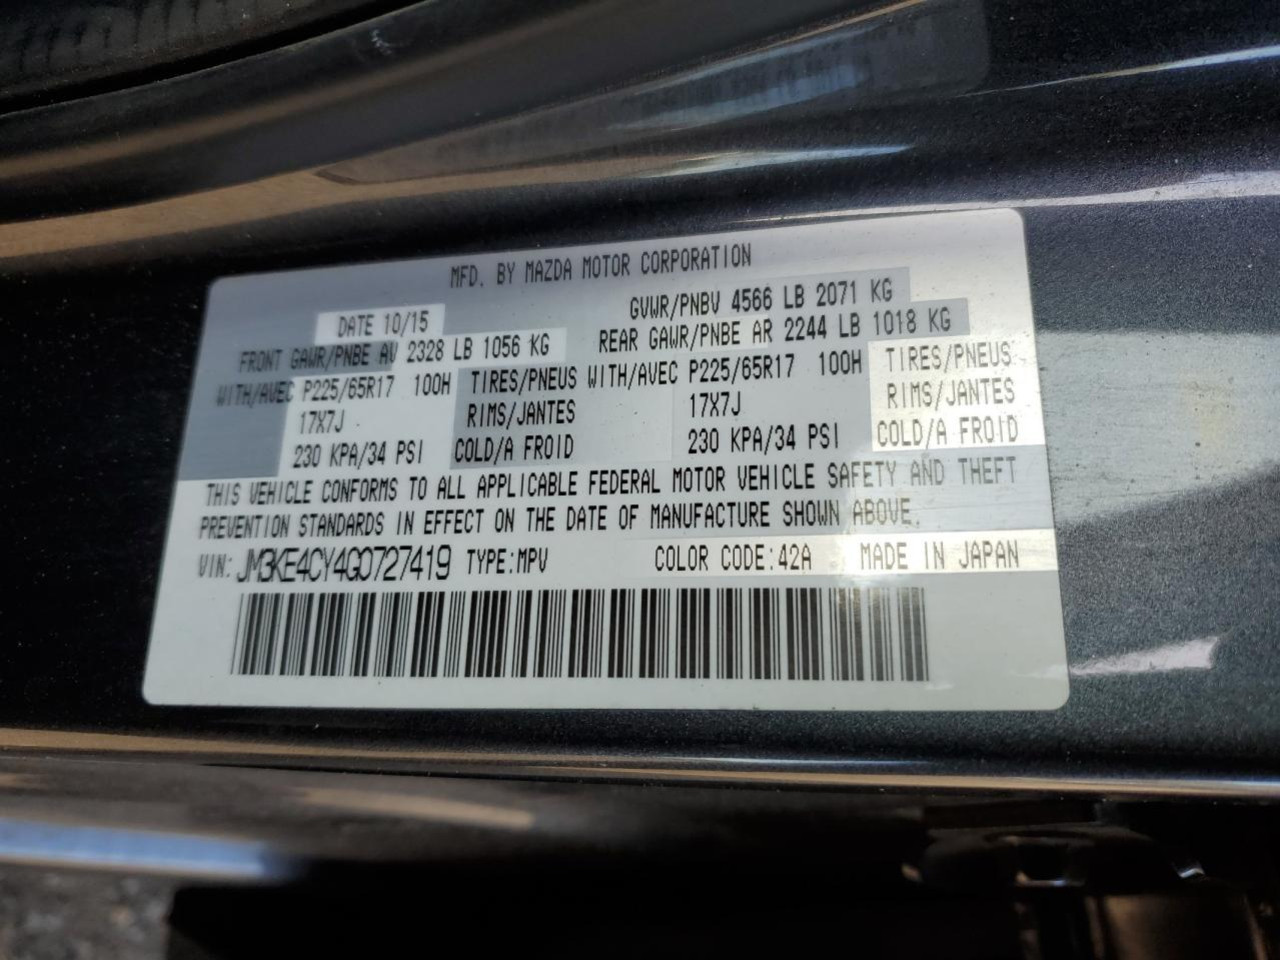 MFD. BY MAZDA MOTOR CORPORATION
DATE 10/15 GVWR/PNBV 4566 LB 2071 KG
FRONT GAWR/PNBE AV 2328 LB 1056 KG REAR GAWR/PNBE AR 2244 LB 1018 KG
WITH/AVEC P225/65R17 100H TIRES/PNEUS WITH/AVEC P225/65R17 100H TIRES/PNEUS
17X7J RIMS/JANTES 17X7J RIMS/JANTES
230 KPA/34 PSI COLD/A FROID 230 KPA/34 PSI COLD/A FROID
THIS VEHICLE CONFORMS TO ALL APPLICABLE FEDERAL MOTOR VEHICLE SAFETY AND THEFT
PREVENTION STANDARDS IN EFFECT ON THE DATE OF MANUFACTURE SHOWN ABOVE.
VIN: JM3KE4CY4G0727419 TYPE:MPV COLOR CODE:42A MADE IN JAPAN